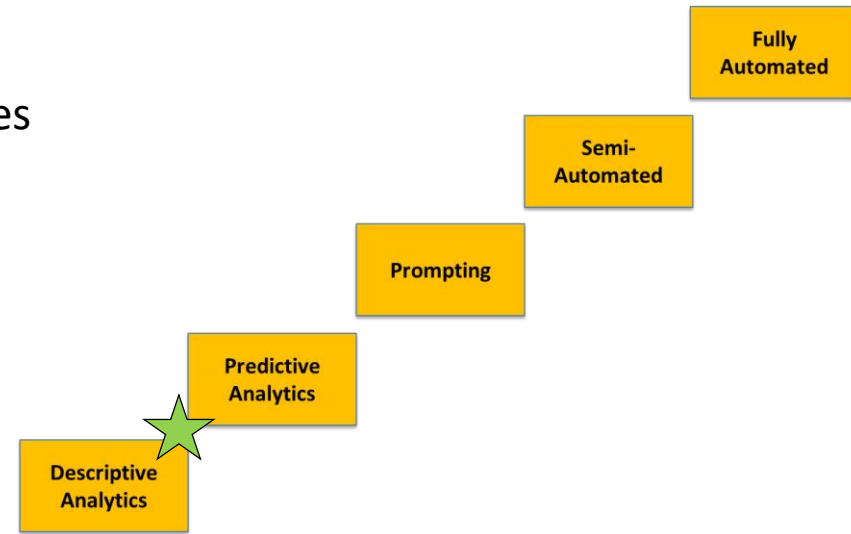 Fully
Automated
es
Semi-
Automated
Prompting
Predictive
Analytics
Descriptive
Analytics